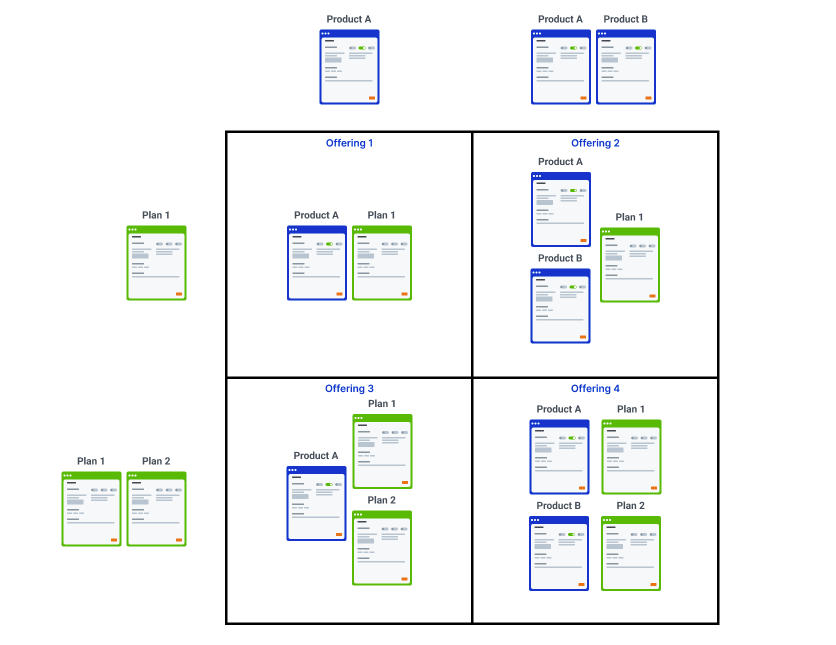 Product A
Product A Product B
Offering 1
Offering 2
Product A
Plan 1
Product A Plan 1
Plan 1
Product B
Offering 3
Offering 4
Plan 1
Product A Plan 1
Product A
Plan 1 Plan 2
Plan 2
Product B Plan 2